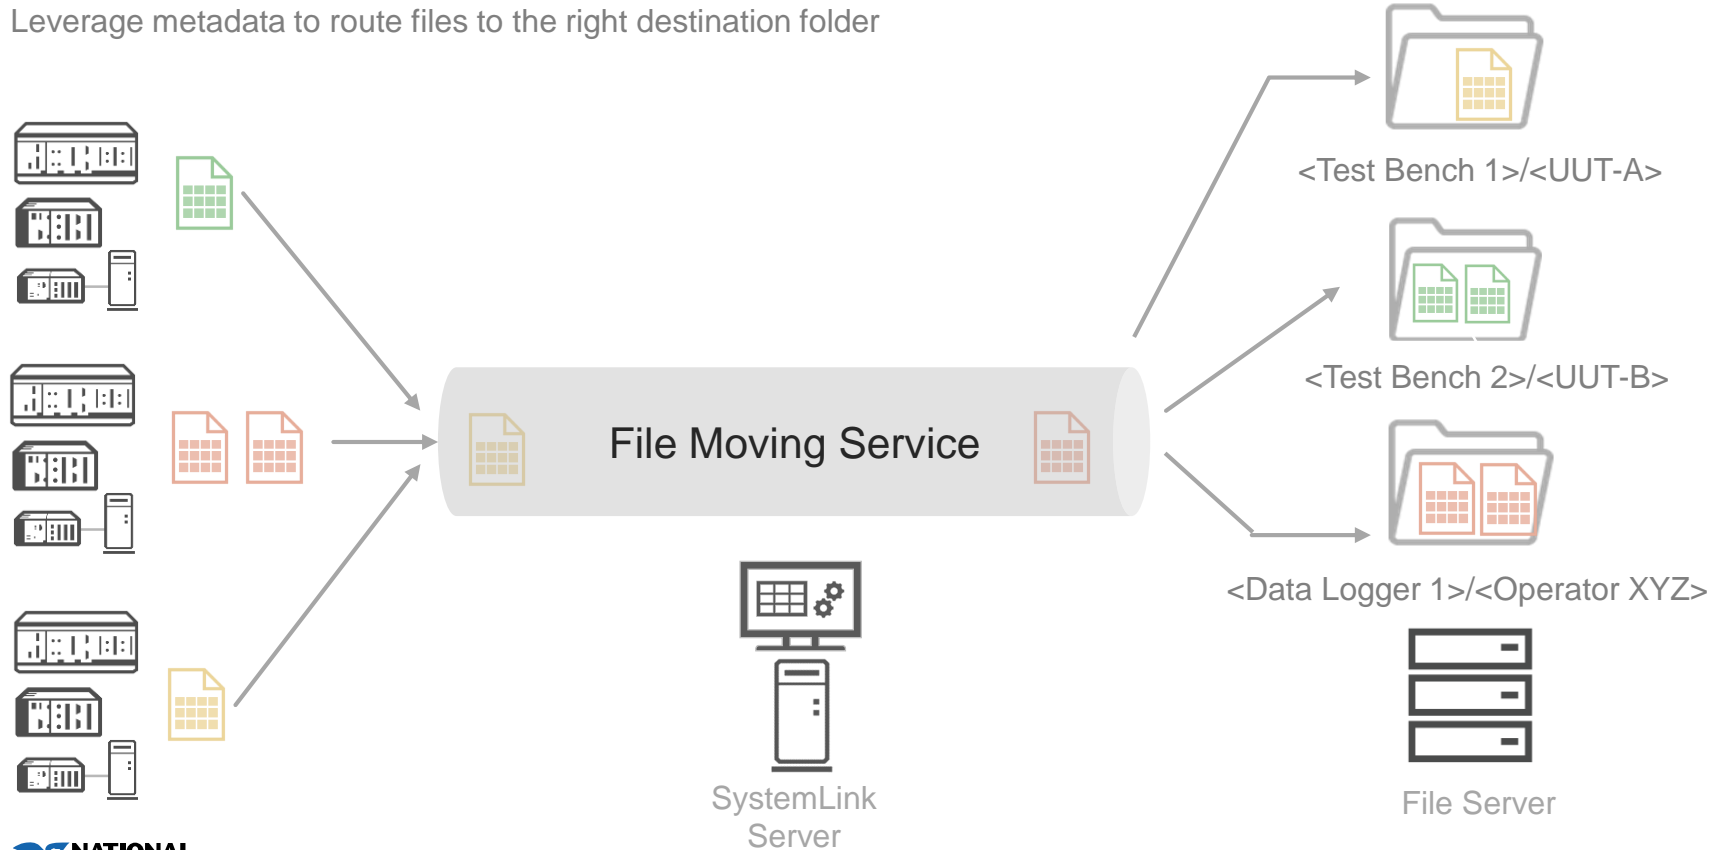 Leverage metadata to route files to the right destination folder
<Test Bench 1>/<UUT-A>
<Test Bench 2>/<UUT-B>
File Moving Service
<Data Logger 1>/<Operator XYZ>
SystemLink
Server
File Server
NATIONAL